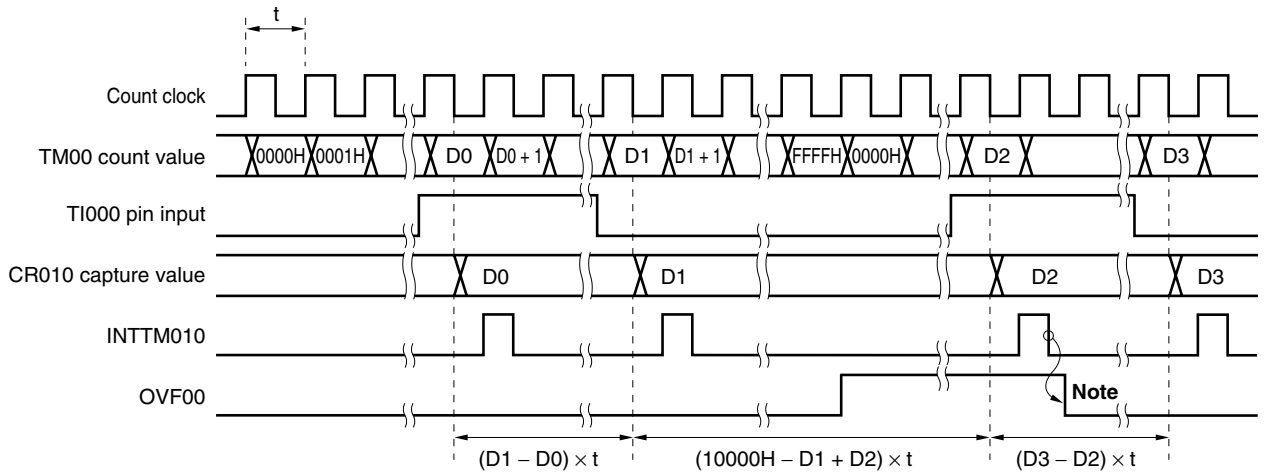 t
Count clock
TM00 count value
0000H 0001H D0 D0 + 1 D1 D1 + 1 FFFFH 0000H D2 D3
TI000 pin input
CR010 capture value
D0 D1 D2 D3
INTTM010
OVF00
Note
(D1 − D0) × t (10000H − D1 + D2) × t (D3 − D2) × t